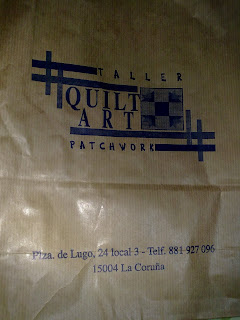 TALLER
QUILT
ART
PATCHWORK
Plza. de Lugo, 24 local 3 - Telf. 881 927 096
15004 La Coruña